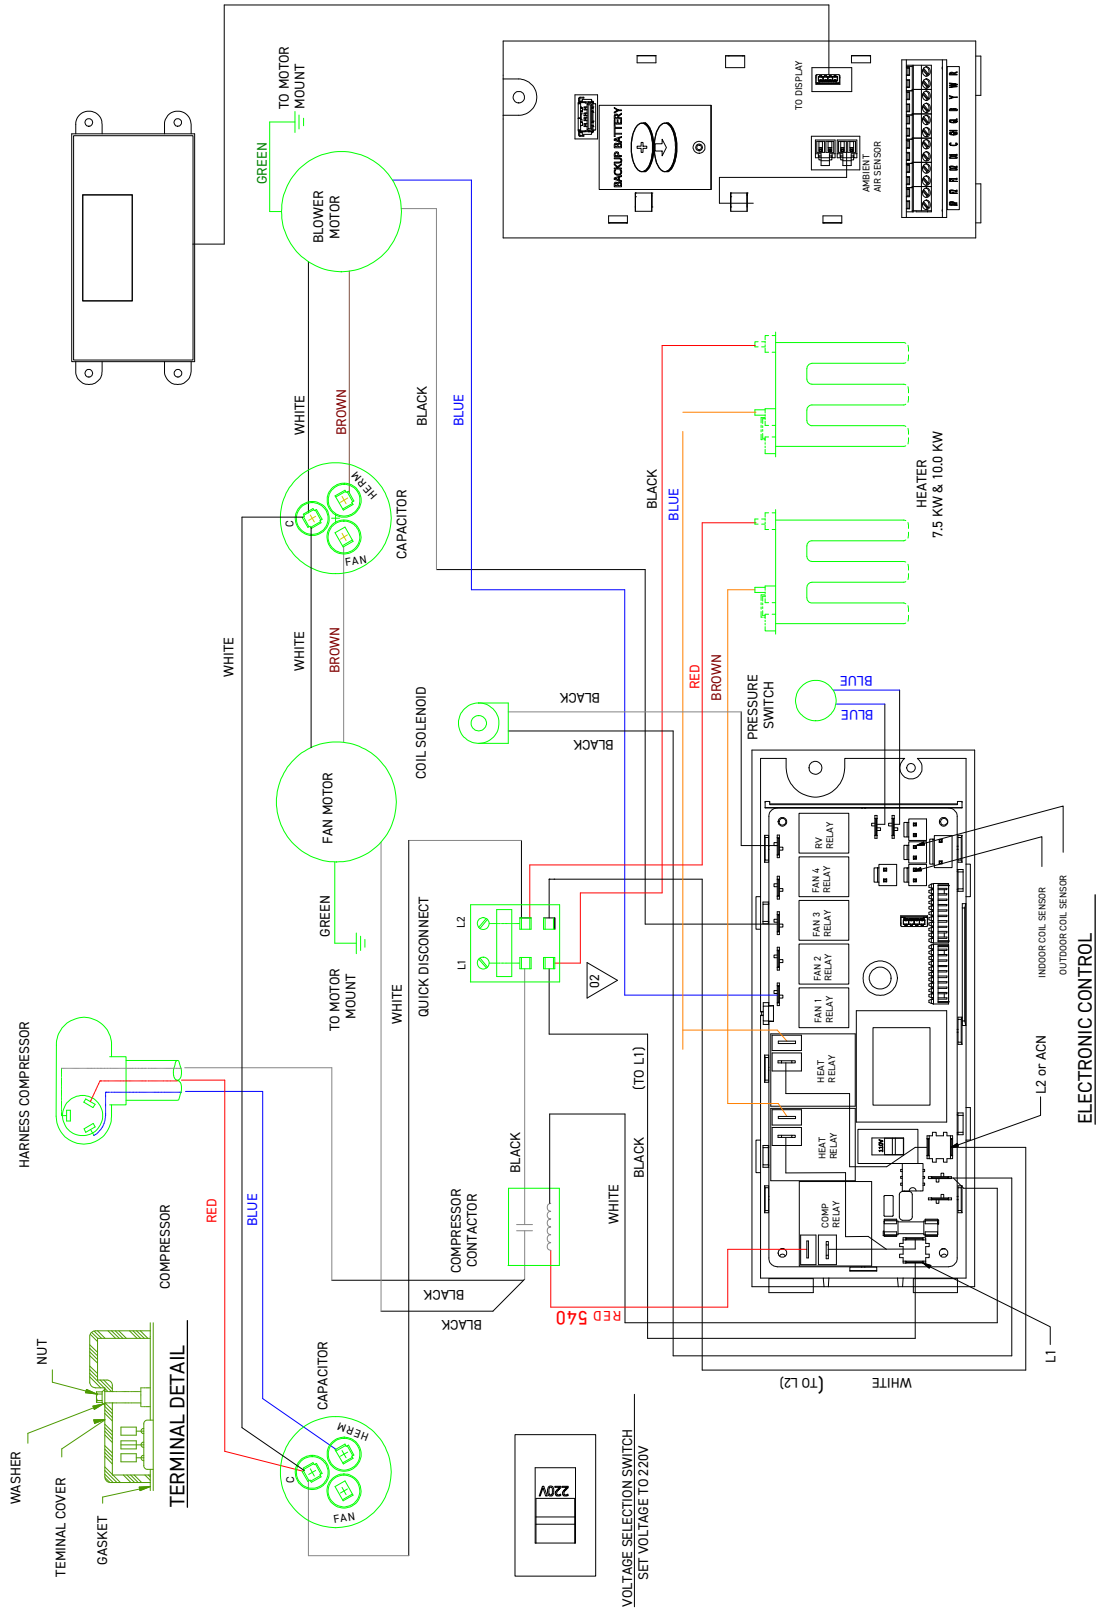 TO MOTOR
MOUNT
GREEN
BLOWER
MOTOR
WHITE
BROWN
BLACK
BLUE
C
HERM
FAN
CAPACITOR
BACKUP BATTERY
+
TO DISPLAY
AMBIENT
AIR SENSOR
R
W
Y
C
BLACK
BLUE
HEATER
7.5 KW & 10.0 KW
RED
BROWN
WHITE
WHITE
BROWN
FAN MOTOR
GREEN
TO MOTOR
MOUNT
COIL SOLENOID
BLACK
BLACK
PRESSURE
SWITCH
BLUE
BLUE
QUICK DISCONNECT
L1
L2
02
WHITE
(TO L1)
HARNESS COMPRESSOR
COMPRESSOR
RED
BLUE
COMPRESSOR
CONTACTOR
BLACK
WHITE
BLACK
BLACK
BLACK
RED 540
WHITE
(TO L2)
RV
RELAY
FAN 4
RELAY
FAN 3
RELAY
FAN 2
RELAY
FAN 1
RELAY
HEAT
RELAY
HEAT
RELAY
COMP
RELAY
110V
INDOOR COIL SENSOR
OUTDOOR COIL SENSOR
L2 or ACN
L1
ELECTRONIC CONTROL
NUT
WASHER
TEMINAL COVER
GASKET
TERMINAL DETAIL
CAPACITOR
C
HERM
FAN
220V
VOLTAGE SELECTION SWITCH
SET VOLTAGE TO 220V